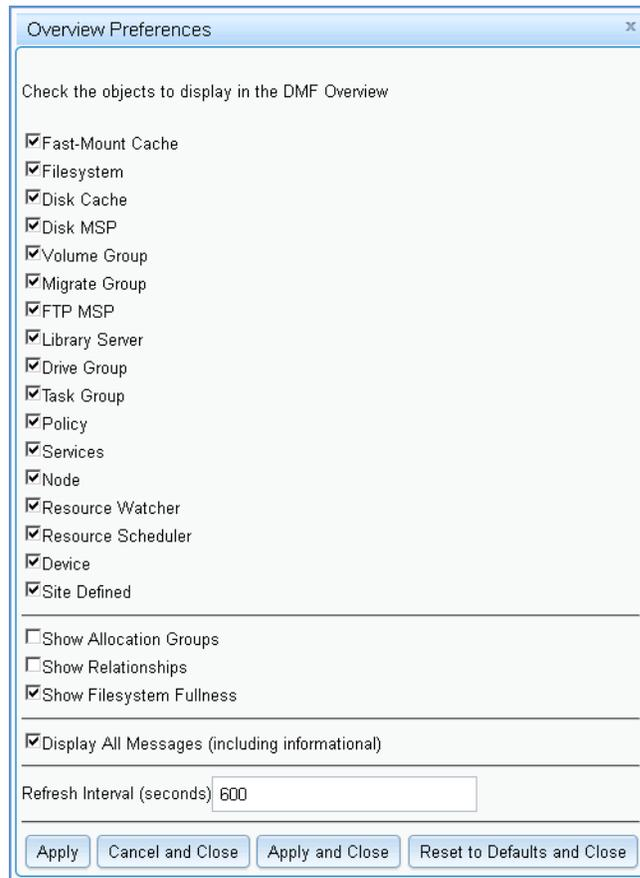 Overview Preferences x
Check the objects to display in the DMF Overview
Fast-Mount Cache
Filesystem
Disk Cache
Disk MSP
Volume Group
Migrate Group
FTP MSP
Library Server
Drive Group
Task Group
Policy
Services
Node
Resource Watcher
Resource Scheduler
Device
Site Defined
Show Allocation Groups
Show Relationships
Show Filesystem Fullness
Display All Messages (including informational)
Refresh Interval (seconds) 600
Apply Cancel and Close Apply and Close Reset to Defaults and Close